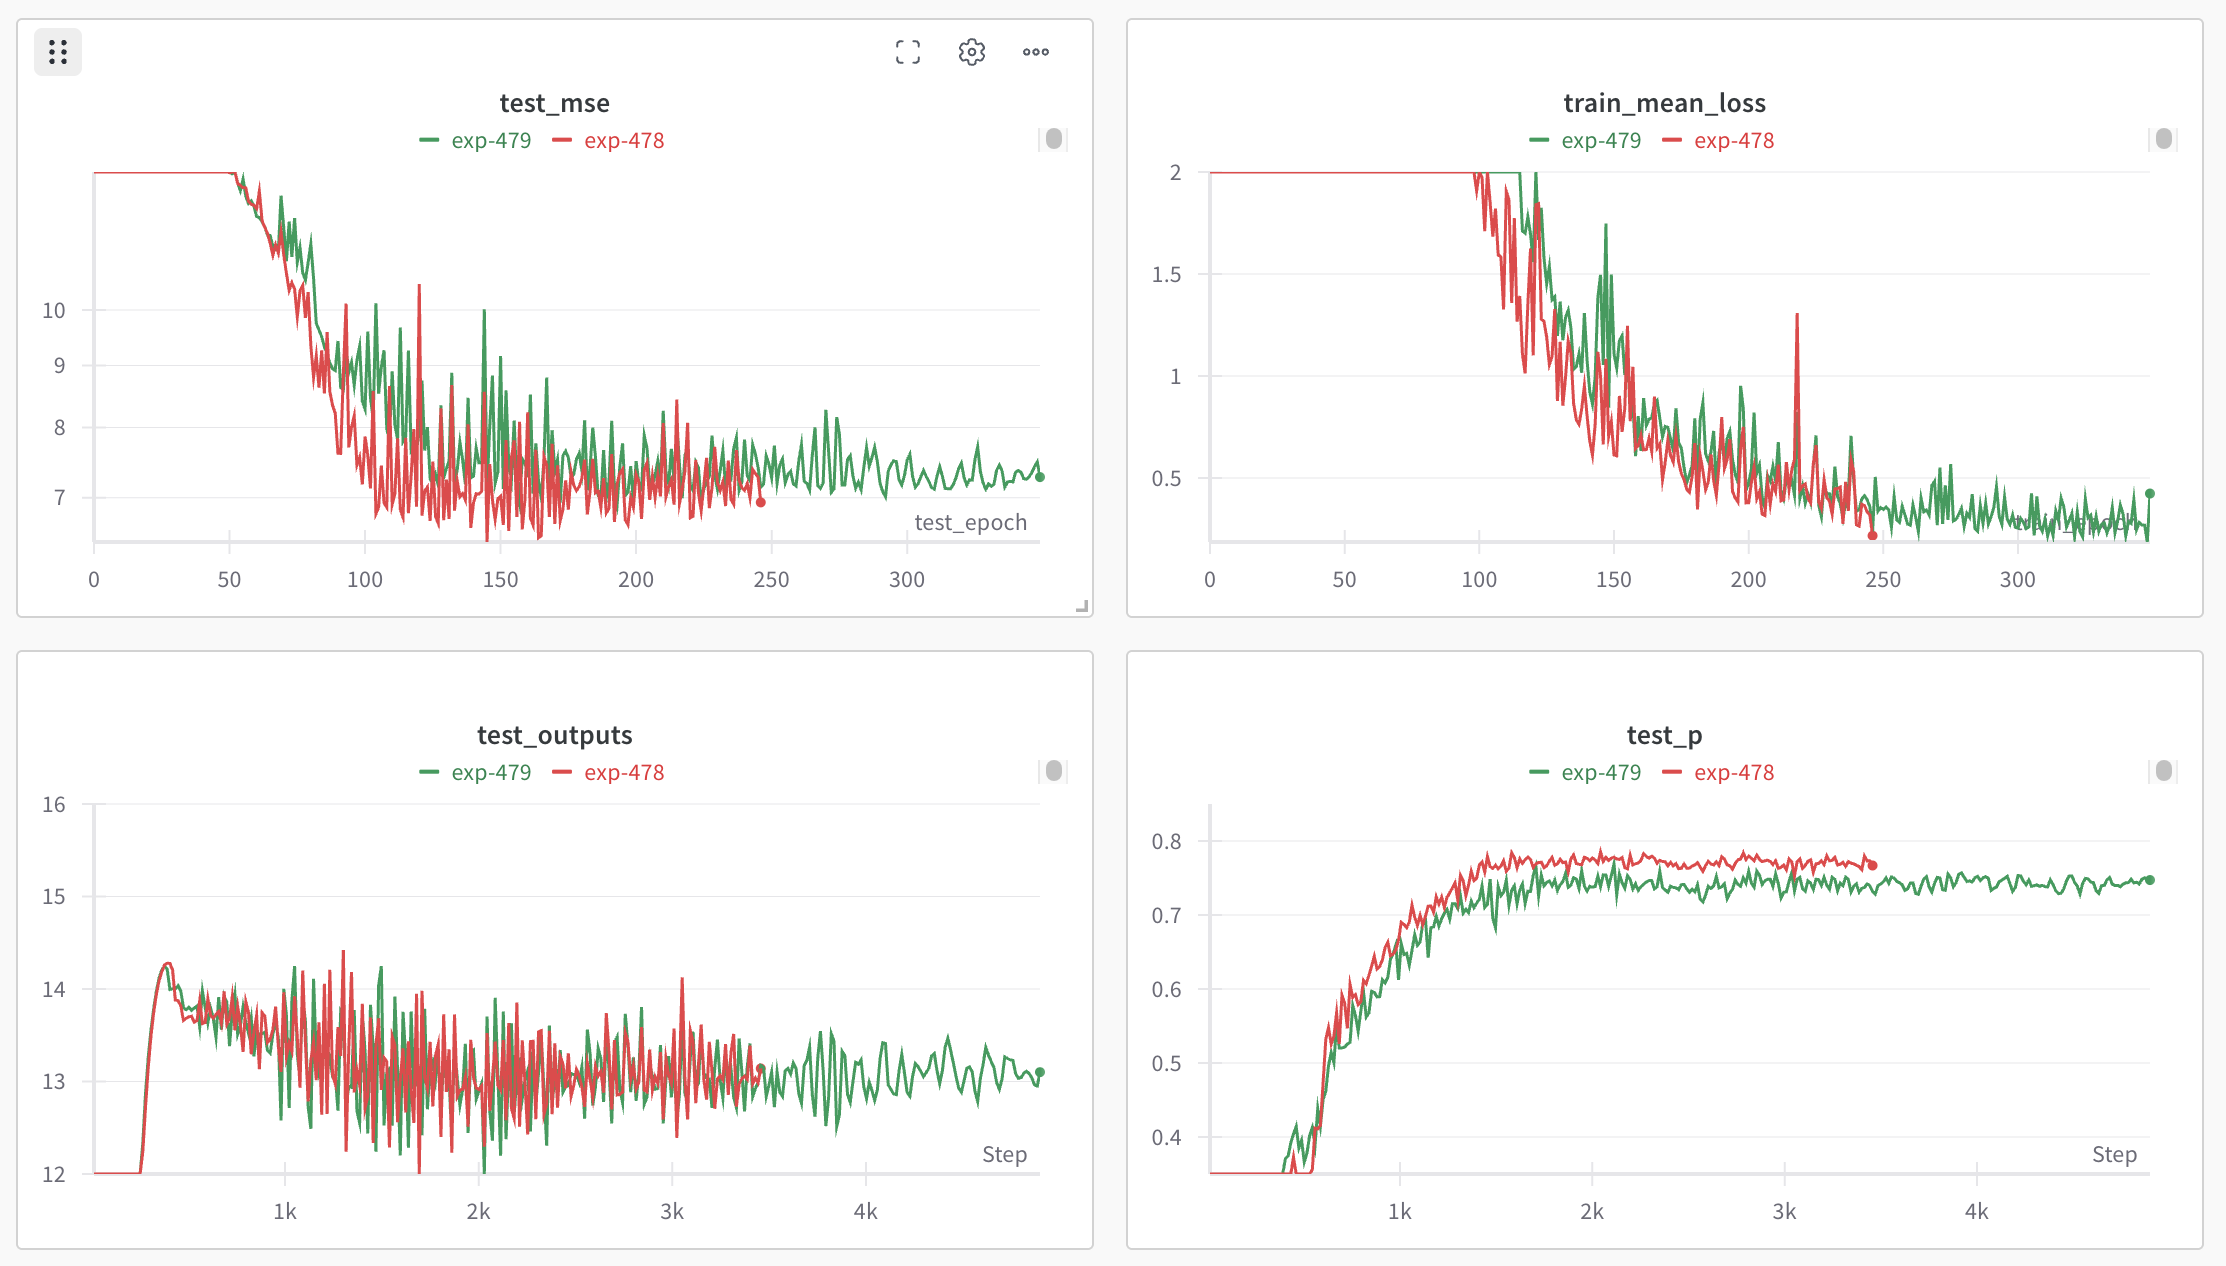 test_mse
exp-479 exp-478
10
9
8
7
test_epoch
0 50 100 150 200 250 300
train_mean_loss
exp-479 exp-478
2
1.5
1
0.5
0 50 100 150 200 250 300
test_outputs
exp-479 exp-478
16
15
14
13
12
Step
1k 2k 3k 4k
test_p
exp-479 exp-478
0.8
0.7
0.6
0.5
0.4
Step
1k 2k 3k 4k